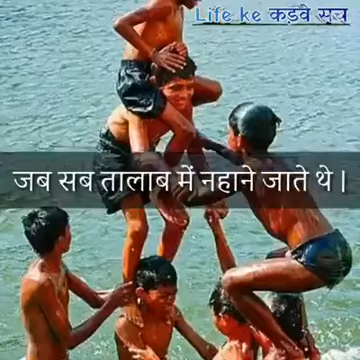 Life ke कड़वे सच
जब सब तालाब में नहाने जाते थे।